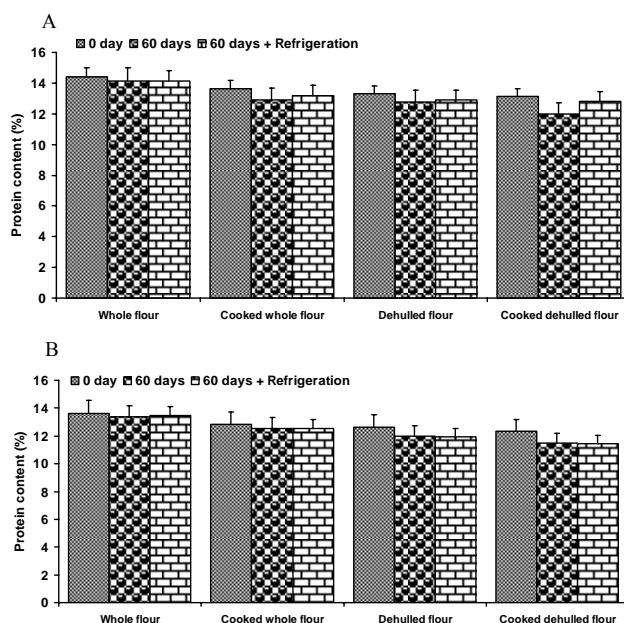 A
0 day 60 days 60 days + Refrigeration
16
14
12
10
8
6
4
2
0
Protein content (%)
Whole flour Cooked whole flour Dehulled flour Cooked dehulled flour
B
0 day 60 days 60 days + Refrigeration
16
14
12
10
8
6
4
2
0
Protein content (%)
Whole flour Cooked whole flour Dehulled flour Cooked dehulled flour